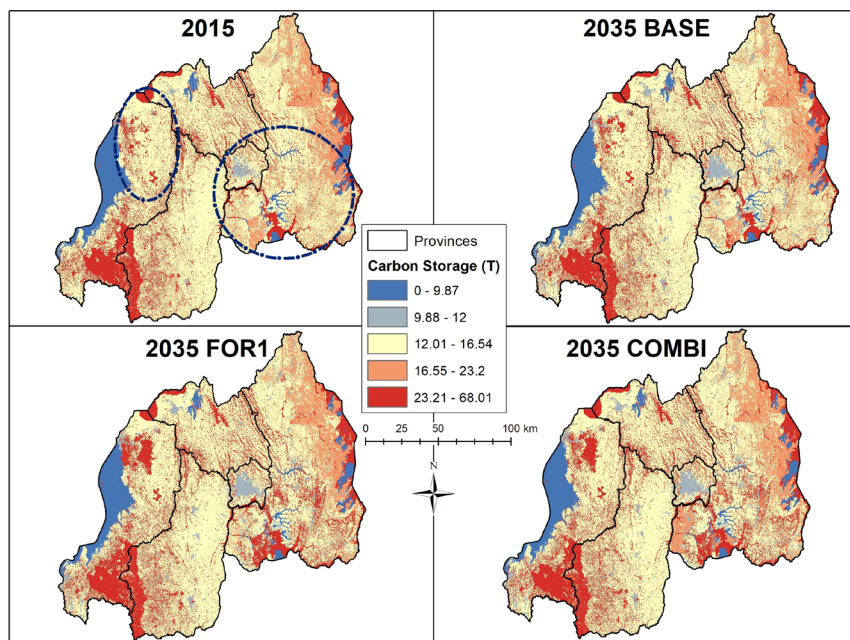 2015
2035 BASE
Provinces
Carbon Storage (T)
0 - 9.87
9.88 - 12
12.01 - 16.54
16.55 - 23.2
23.21 - 68.01
2035 FOR1
2035 COMBI
0 25 50 100 km
N